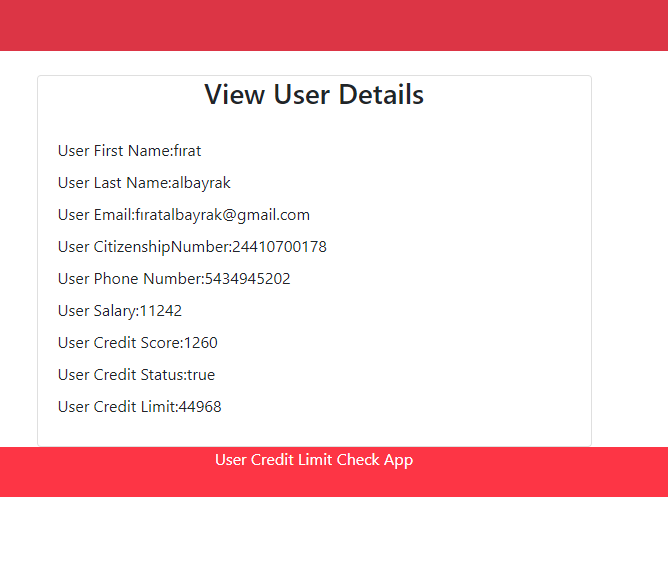 View User Details
User First Name:fırat
User Last Name:albayrak
User Email:fıratalbayrak@gmail.com
User CitizenshipNumber:24410700178
User Phone Number:5434945202
User Salary:11242
User Credit Score:1260
User Credit Status:true
User Credit Limit:44968
User Credit Limit Check App